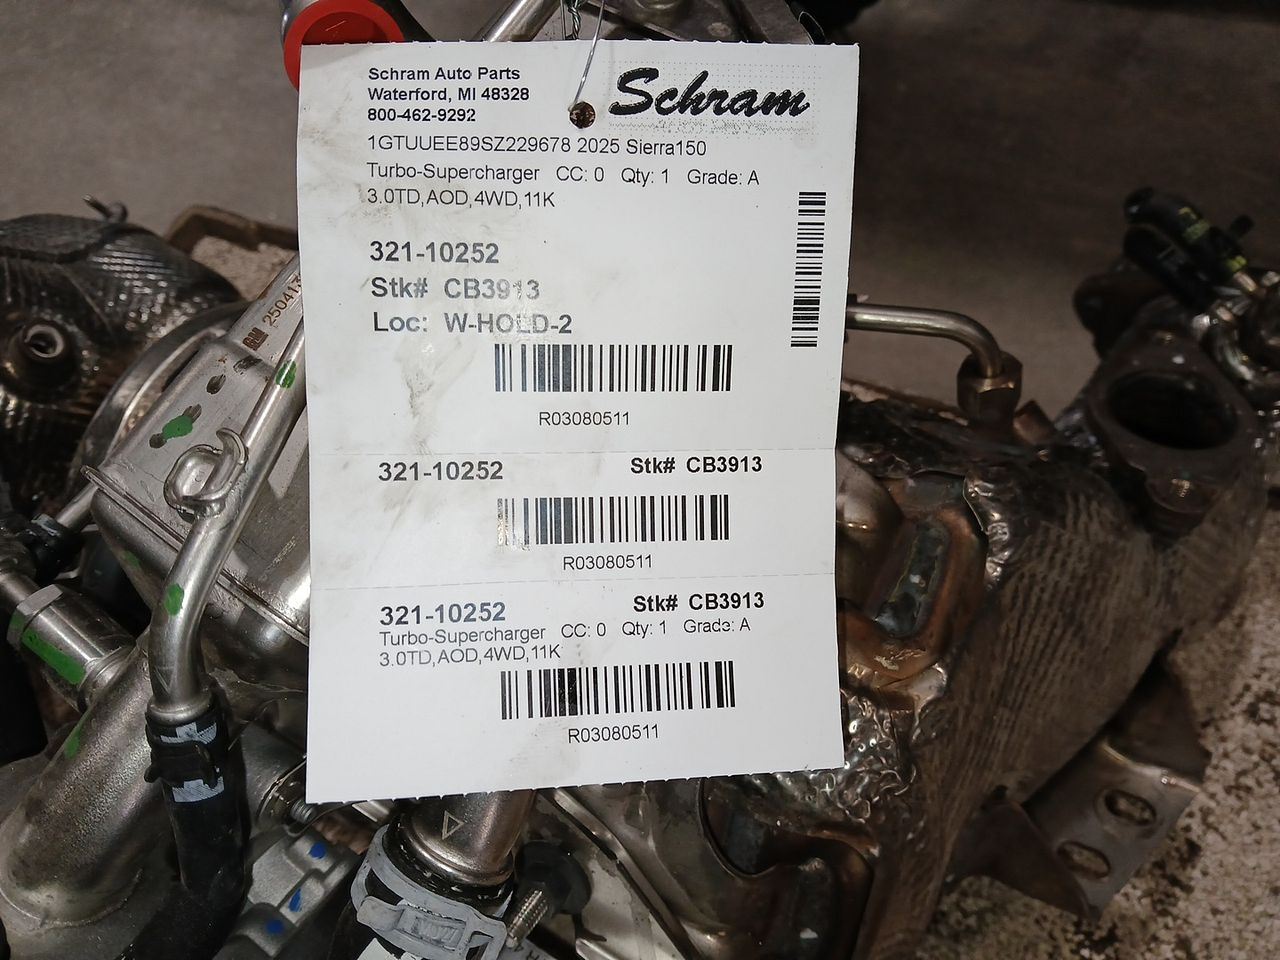 Schram Auto Parts
Waterford, MI 48328
800-462-9292
Schram
1GTUUEE89SZ229678 2025 Sierra150
Turbo-Supercharger CC: 0 Qty: 1 Grade: A
3.0TD,AOD,4WD,11K
321-10252
Stk# CB3913
Loc: W-HOLD-2
R03080511
321-10252 Stk# CB3913
R03080511
321-10252 Stk# CB3913
Turbo-Supercharger CC: 0 Qty: 1 Grade: A
3.0TD,AOD,4WD,11K
R03080511
GM 250413